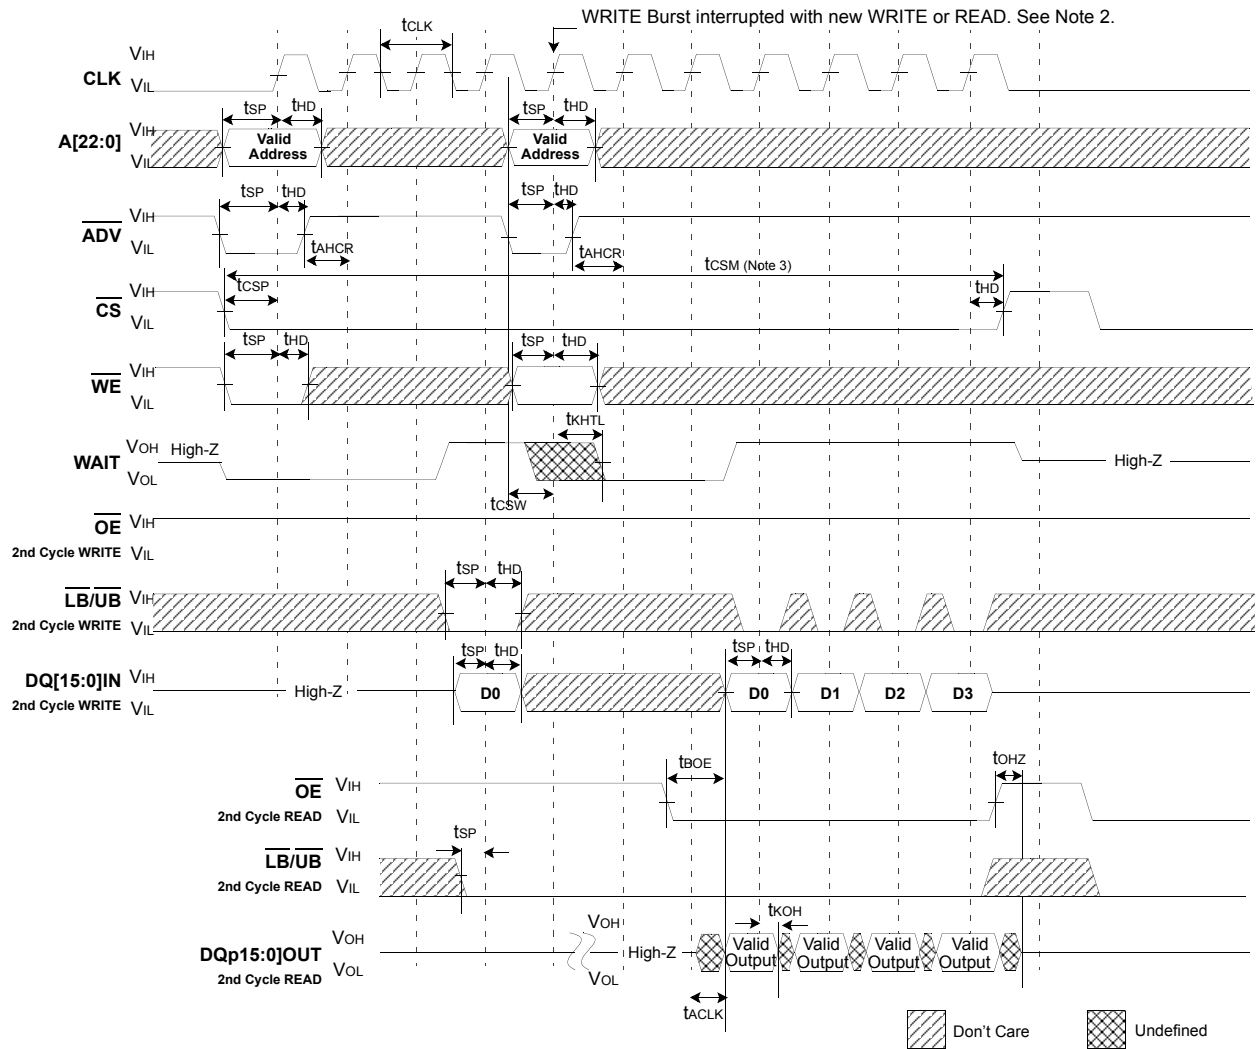 WRITE Burst interrupted with new WRITE or READ. See Note 2.
tCLK
VIH
CLK
VIL
tSP tHD tSP tHD
VIH
A[22:0]
VIL
Valid Address
Valid Address
tSP tHD tSP tHD
VIH
ADV
VIL
tAHCR tAHCR
tCSM (Note 3)
tCSP
tHD
VIH
CS
VIL
tSP tHD tSP tHD
VIH
WE
VIL
tKHTL
VOH
High-Z
WAIT
VOL
High-Z
tCSW
OE VIH
2nd Cycle WRITE VIL
tSP tHD
LB/UB VIH
2nd Cycle WRITE VIL
tSP tHD tSP tHD
DQ[15:0]IN VIH
2nd Cycle WRITE VIL
High-Z D0 D0 D1 D2 D3
tBOE tOHZ
OE VIH
2nd Cycle READ VIL
tSP
LB/UB VIH
2nd Cycle READ VIL
tKOH
VOH VOH
DQp15:0]OUT
VOL VOL
2nd Cycle READ
High-Z
Valid Output
Valid Output
Valid Output
Valid Output
tACLK
Don't Care
Undefined